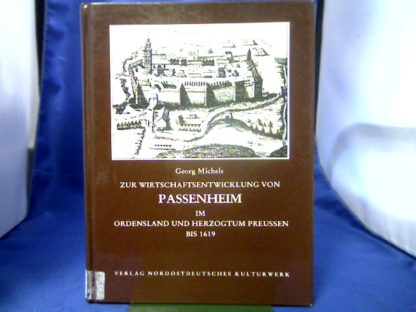 Georg Michels
ZUR WIRTSCHAFTSENTWICKLUNG VON
PASSENHEIM
IM
ORDENSLAND UND HERZOGTUM PREUSSEN
BIS 1619
VERLAG NORDOSTDEUTSCHES KULTURWERK